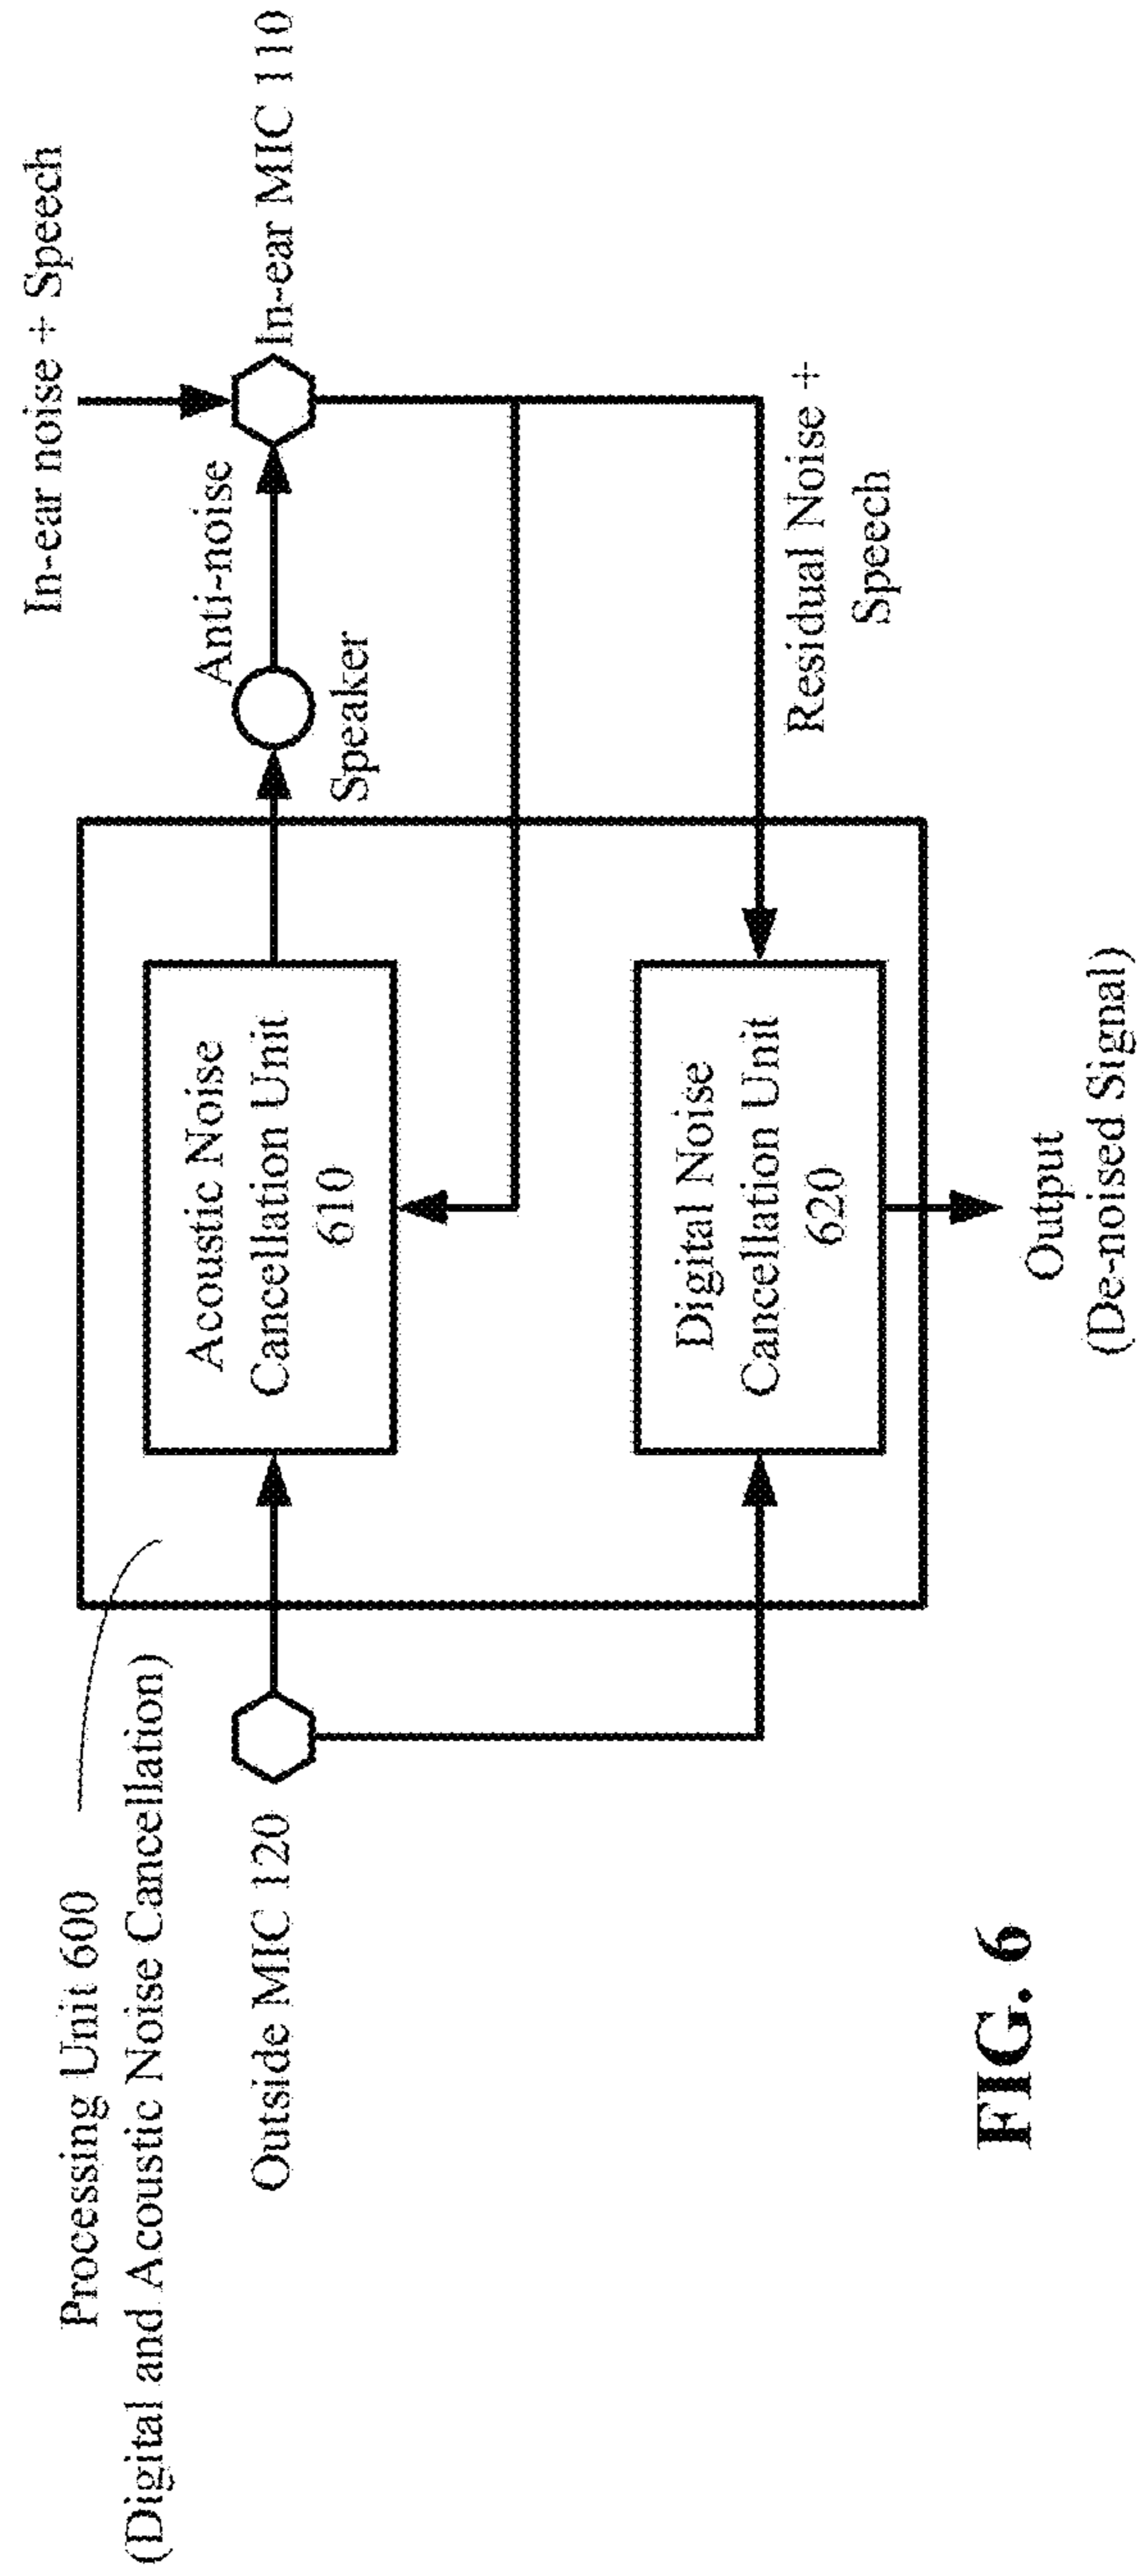 Processing Unit 600
(Digital and Acoustic Noise Cancellation)
In-ear noise + Speech
Outside MIC 120
Acoustic Noise
Cancellation Unit
610
Anti-noise
Speaker
In-ear MIC 110
Digital Noise
Cancellation Unit
620
Residual Noise +
Speech
Output
(De-noised Signal)
FIG. 6